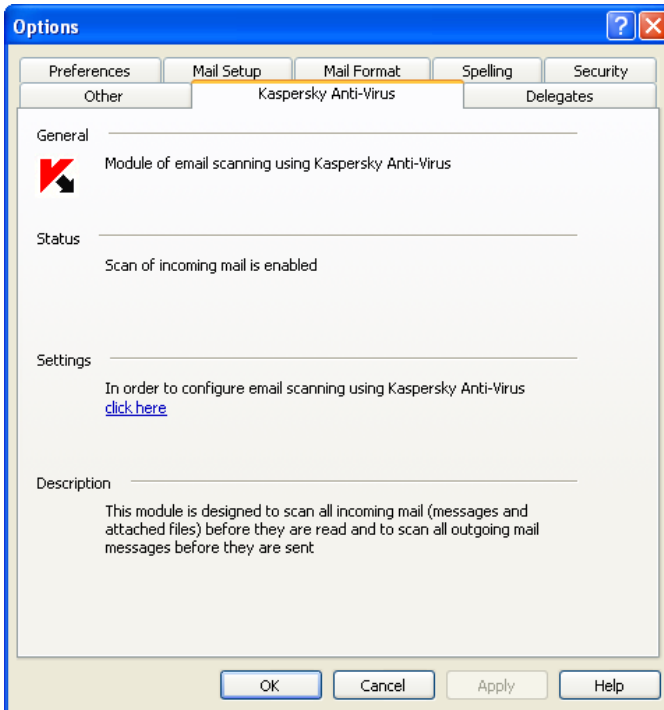 Options
Preferences Mail Setup Mail Format Spelling Security
Other Kaspersky Anti-Virus Delegates
General
Module of email scanning using Kaspersky Anti-Virus
Status
Scan of incoming mail is enabled
Settings
In order to configure email scanning using Kaspersky Anti-Virus
click here
Description
This module is designed to scan all incoming mail (messages and
attached files) before they are read and to scan all outgoing mail
messages before they are sent
OK Cancel Apply Help